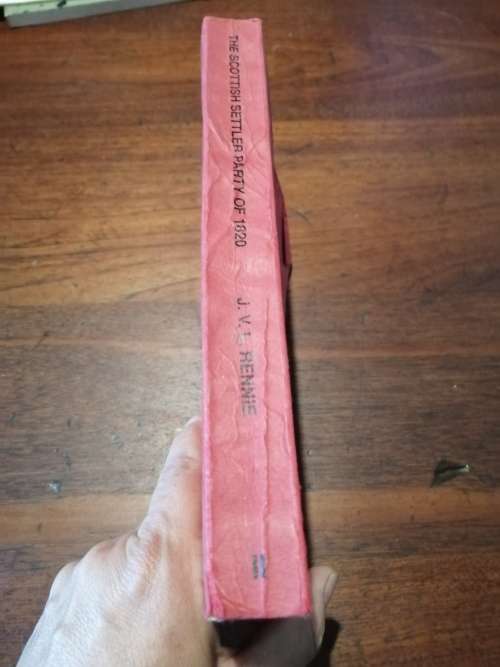 THE SCOTTISH SETTLER PARTY OF 1820
J. V. L. RENNIE